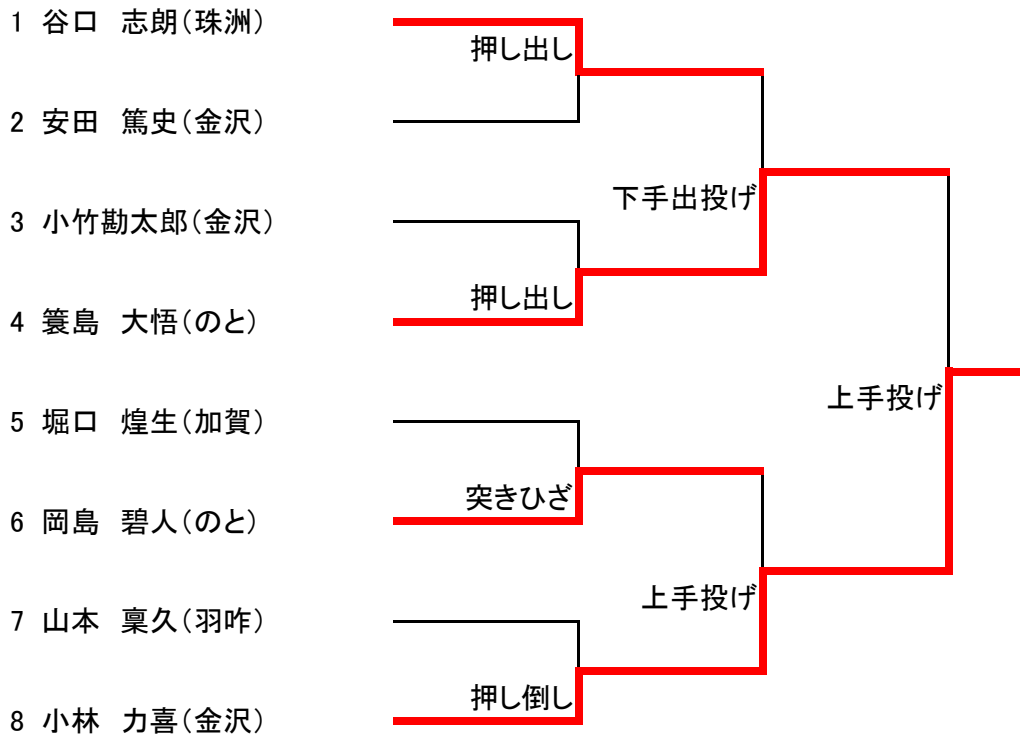 1 谷口　志朗（珠洲）
押し出し
2 安田　篤史（金沢）
下手出投げ
3 小竹勘太郎（金沢）
押し出し
4 簑島　大悟（のと）
上手投げ
5 堀口　煌生（加賀）
突きひざ
6 岡島　碧人（のと）
上手投げ
7 山本　稟久（羽咋）
押し倒し
8 小林　力喜（金沢）